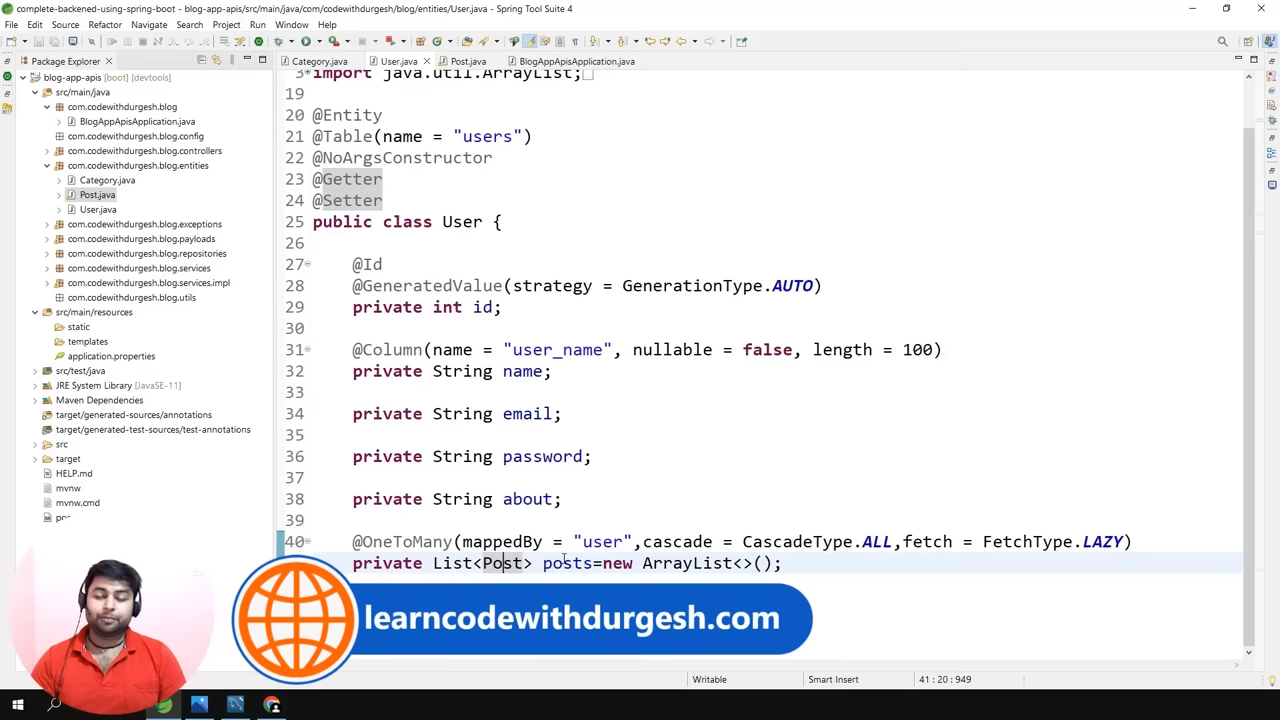 complete-backened-using-spring-boot - blog-app-apis/src/main/java/com/codewithdurgesh/blog/entities/User.java - Spring Tool Suite 4
File Edit Source Refactor Navigate Search Project Run Window Help
Package Explorer
Category.java User.java Post.java BlogAppApisApplication.java
blog-app-apis [boot] [devtools]
src/main/java
com.codewithdurgesh.blog
BlogAppApisApplication.java
com.codewithdurgesh.blog.config
com.codewithdurgesh.blog.controllers
com.codewithdurgesh.blog.entities
Category.java
Post.java
User.java
com.codewithdurgesh.blog.exceptions
com.codewithdurgesh.blog.payloads
com.codewithdurgesh.blog.repositories
com.codewithdurgesh.blog.services
com.codewithdurgesh.blog.services.impl
com.codewithdurgesh.blog.utils
src/main/resources
static
templates
application.properties
src/test/java
JRE System Library [JavaSE-11]
Maven Dependencies
target/generated-sources/annotations
target/generated-test-sources/test-annotations
src
target
HELP.md
mvnw
mvnw.cmd
3 import java.util.ArrayList;
19
20 @Entity
21 @Table(name = "users")
22 @NoArgsConstructor
23 @Getter
24 @Setter
25 public class User {
26
27 @Id
28 @GeneratedValue(strategy = GenerationType.AUTO)
29 private int id;
30
31 @Column(name = "user_name", nullable = false, length = 100)
32 private String name;
33
34 private String email;
35
36 private String password;
37
38 private String about;
39
40 @OneToMany(mappedBy = "user",cascade = CascadeType.ALL,fetch = FetchType.LAZY)
private List<Post> posts=new ArrayList<>();
learncodewithdurgesh.com
Writable Smart Insert 41 : 20 : 949